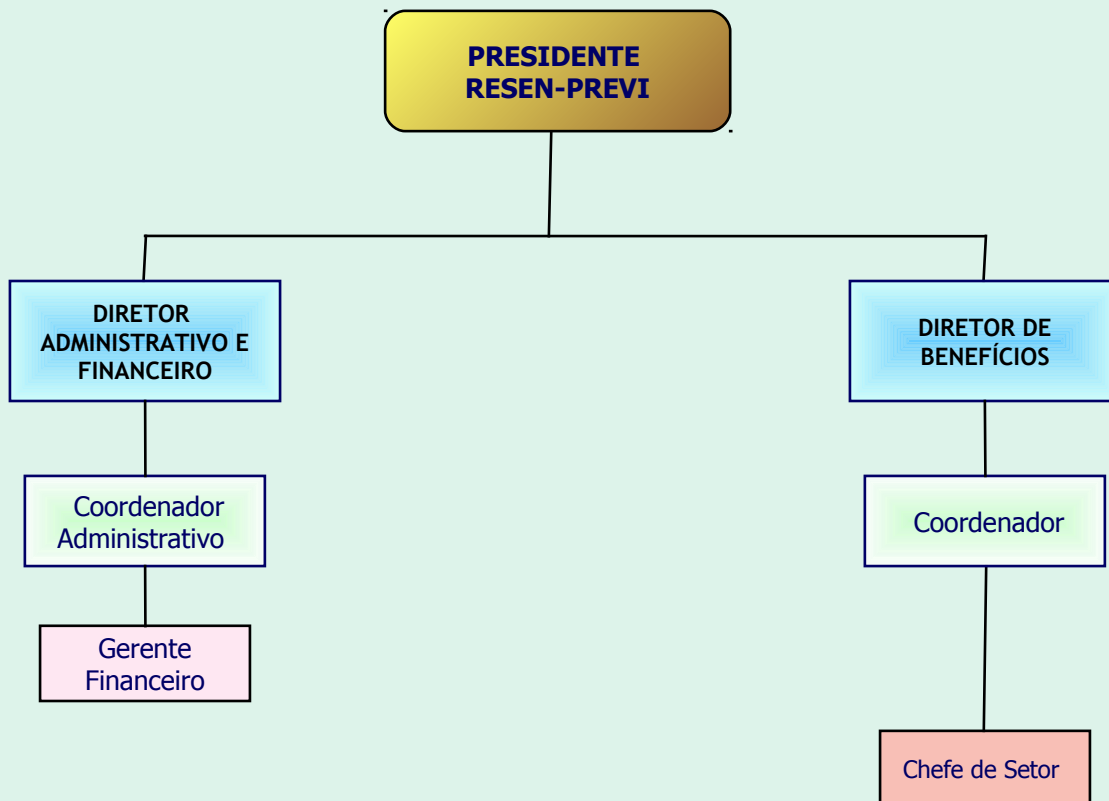 PRESIDENTE
RESEN-PREVI
DIRETOR
ADMINISTRATIVO E
FINANCEIRO
DIRETOR DE
BENEFÍCIOS
Coordenador
Administrativo
Coordenador
Gerente
Financeiro
Chefe de Setor